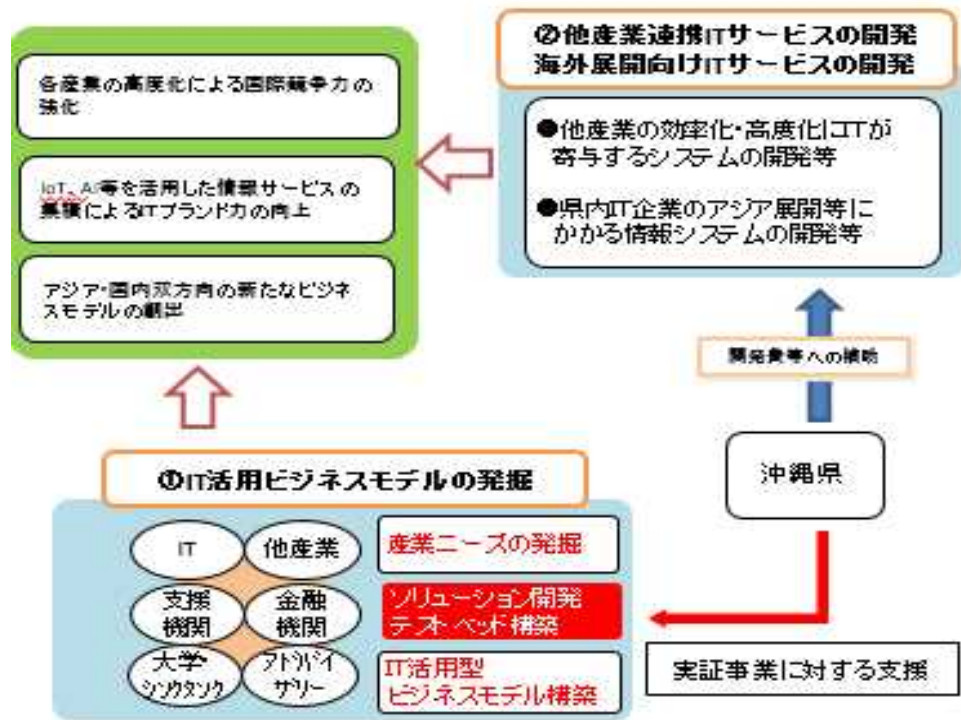 各産業の高度化による国際競争力の
強化
IoT、AI等を活用した情報サービスの
集積によるITブランド力の向上
アジア・国内双方向の新たなビジネ
スモデルの創出
②他産業連携ITサービスの開発
海外展開向けITサービスの開発
●他産業の効率化・高度化にITが
寄与するシステムの開発等
●県内IT企業のアジア展開等に
かかる情報システムの開発等
開発費等への補助
沖縄県
実証事業に対する支援
①IT活用ビジネスモデルの発掘
IT
他産業
支援
機関
金融
機関
大学・
シンクタンク
アドバイ
ザリー
産業ニーズの発掘
ソリューション開発
テストベッド構築
IT活用型
ビジネスモデル構築